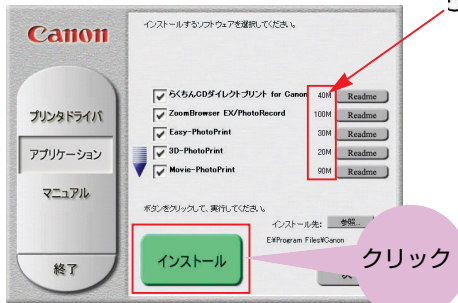 Canon
インストールするソフトウェアを選択してください。
らくちんCDダイレクトプリント for Canon 40M Readme
ZoomBrowser EX/PhotoRecord 100M Readme
Easy-PhotoPrint 30M Readme
3D-PhotoPrint 20M Readme
Movie-PhotoPrint 90M Readme
プリンタドライバ
アプリケーション
マニュアル
終了
ボタンをクリックして、実行してください。
インストール先: 参照...
E:¥Program Files¥Canon
インストール
クリック